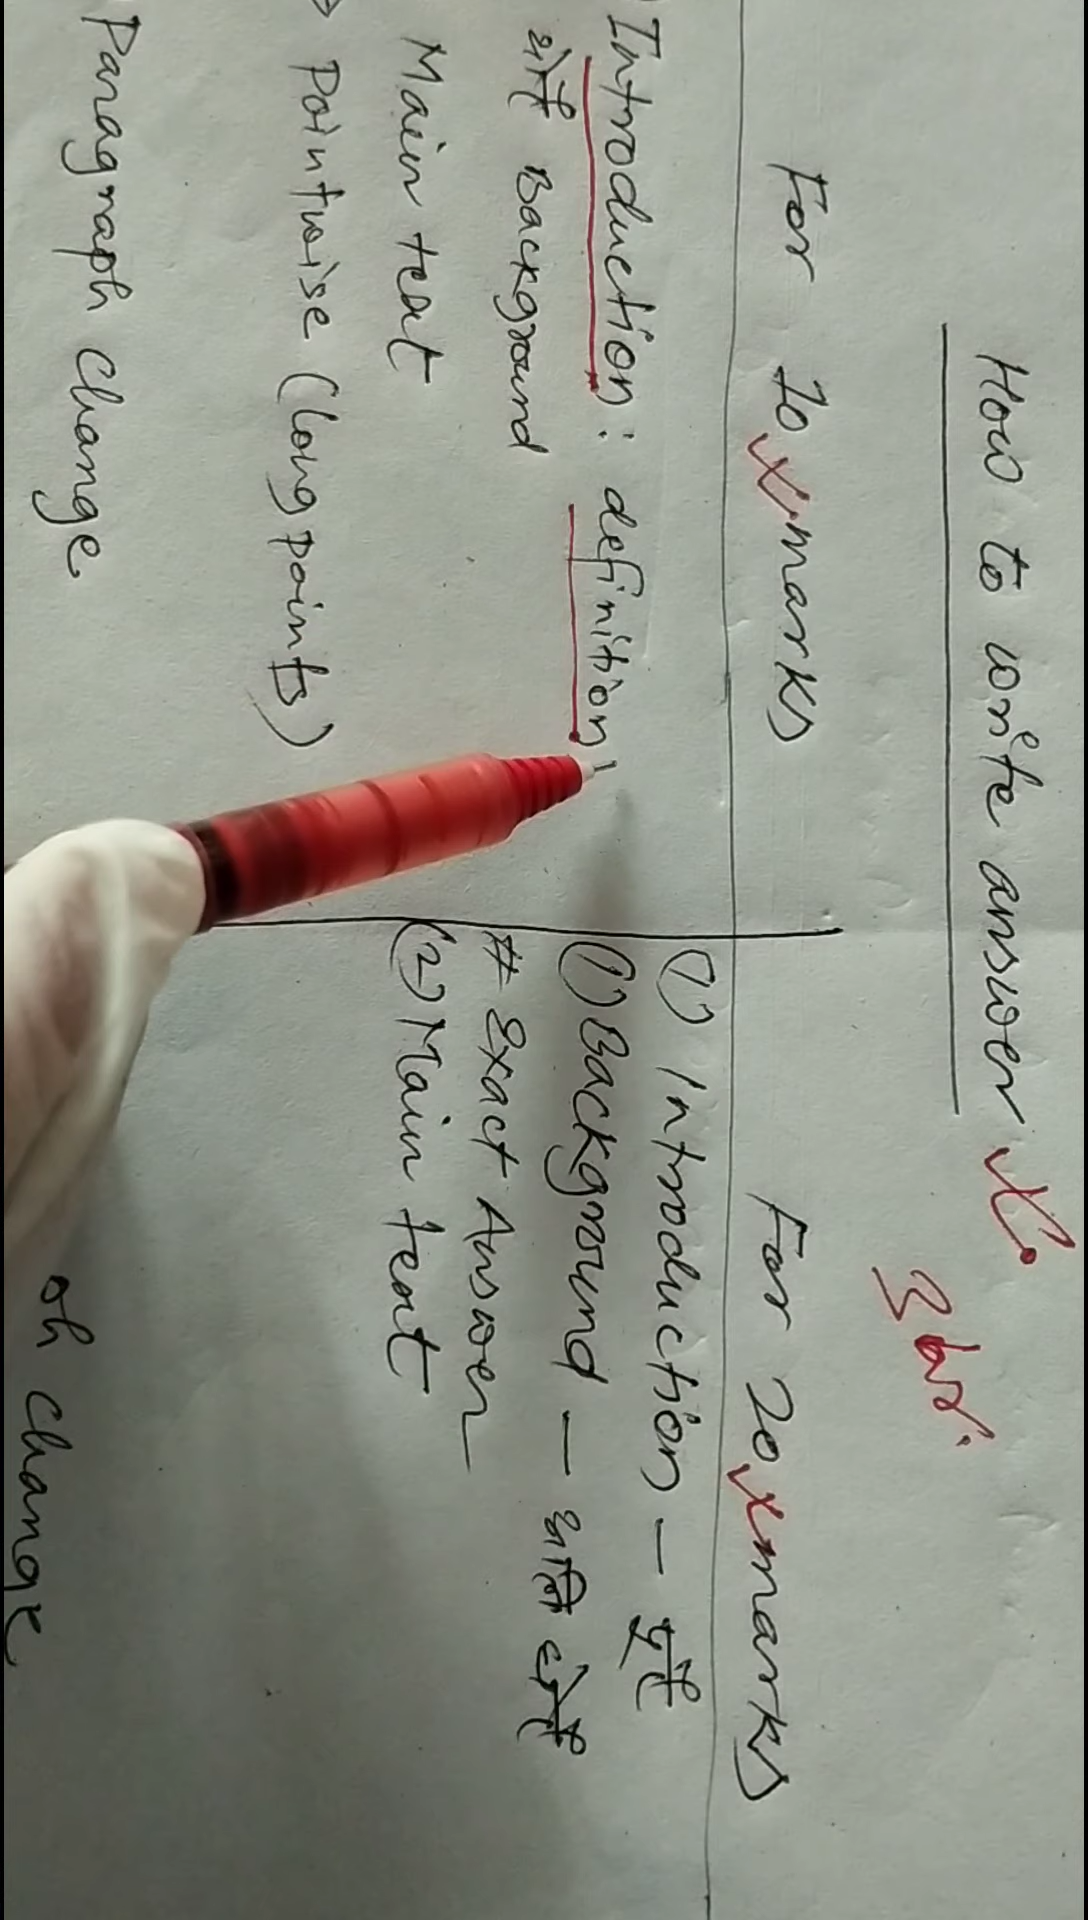 How to write answer
For 10 marks
For 20 marks
Introduction: definition
Background
Main text
Pointwise (long points)
Paragraph change
(1) Introduction —
(1) Background —
# Exact Answer
(2) Main text
ph change